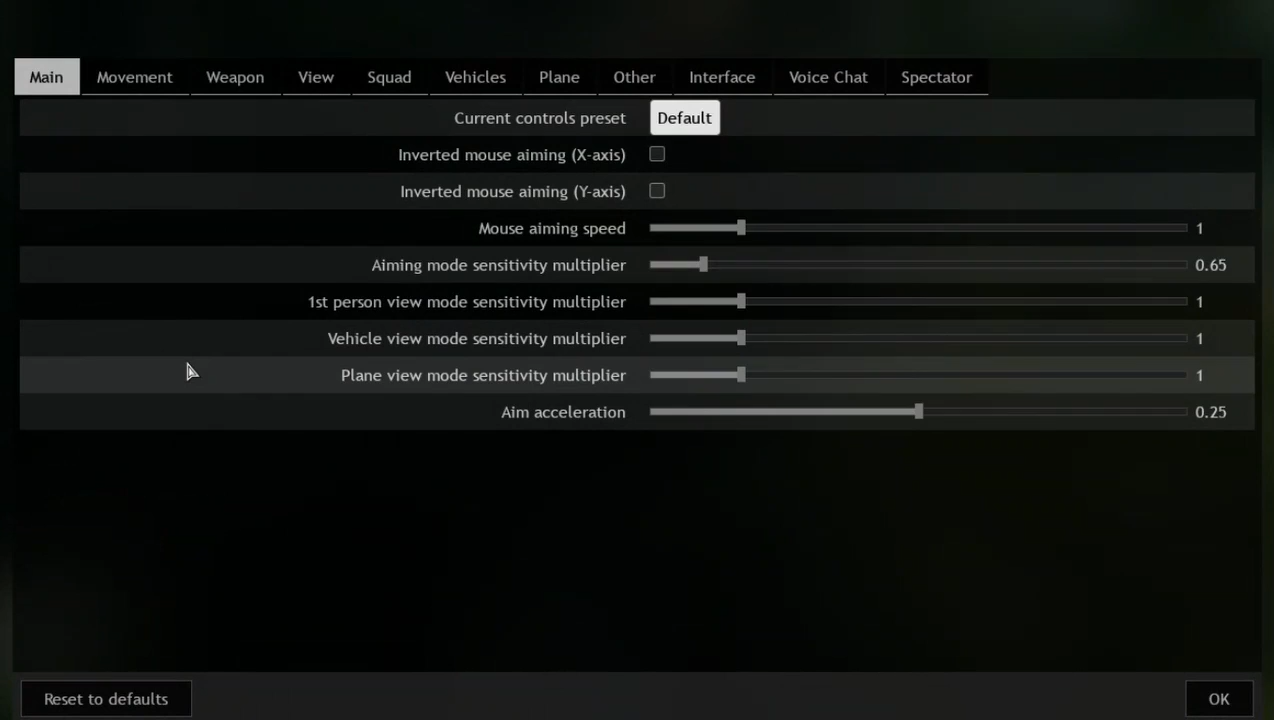 Main Movement Weapon View Squad Vehicles Plane Other Interface Voice Chat Spectator
Current controls preset Default
Inverted mouse aiming (X-axis)
Inverted mouse aiming (Y-axis)
Mouse aiming speed 1
Aiming mode sensitivity multiplier 0.65
1st person view mode sensitivity multiplier 1
Vehicle view mode sensitivity multiplier 1
Plane view mode sensitivity multiplier 1
Aim acceleration 0.25
Reset to defaults OK